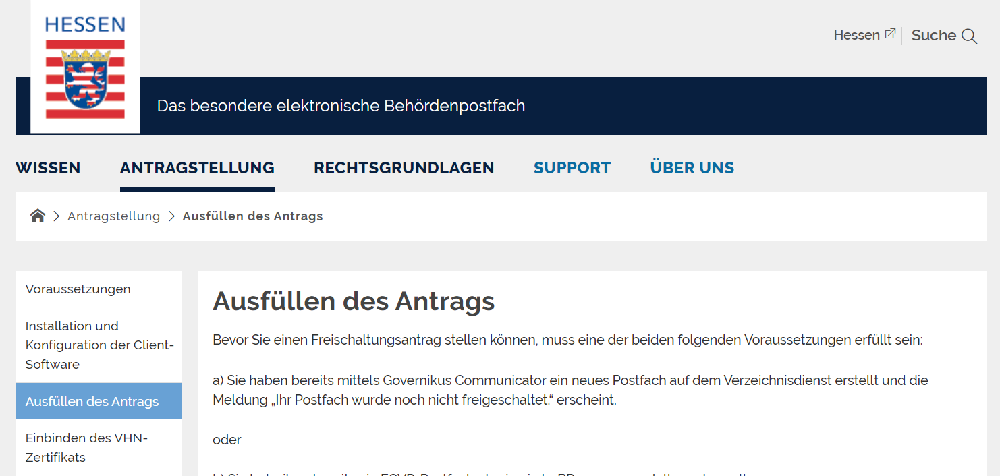 HESSEN
Hessen
Suche
Das besondere elektronische Behördenpostfach
WISSEN
ANTRAGSTELLUNG
RECHTSGRUNDLAGEN
SUPPORT
ÜBER UNS
Antragstellung
Ausfüllen des Antrags
Voraussetzungen
Installation und
Konfiguration der Client-
Software
Ausfüllen des Antrags
Einbinden des VHN-
Zertifikats
Ausfüllen des Antrags
Bevor Sie einen Freischaltungsantrag stellen können, muss eine der beiden folgenden Voraussetzungen erfüllt sein:
a) Sie haben bereits mittels Governikus Communicator ein neues Postfach auf dem Verzeichnisdienst erstellt und die
Meldung „Ihr Postfach wurde noch nicht freigeschaltet.“ erscheint.
oder